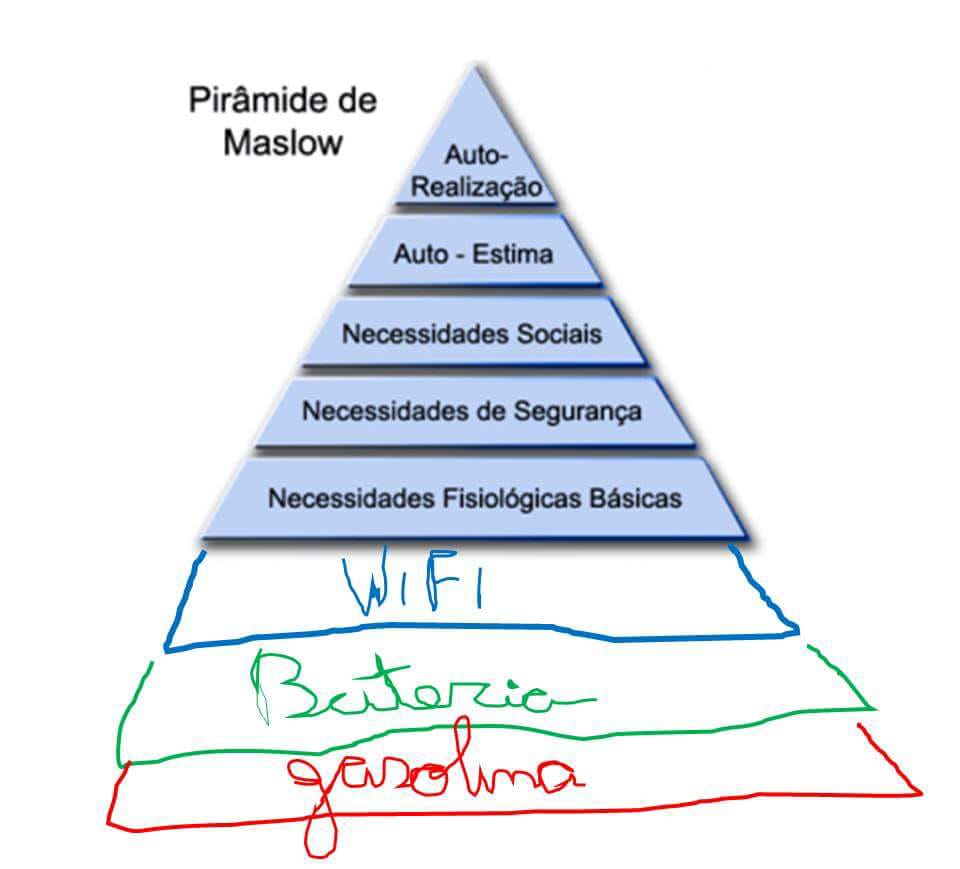 Pirâmide de
Maslow
Auto-
Realização
Auto - Estima
Necessidades Sociais
Necessidades de Segurança
Necessidades Fisiológicas Básicas
WiFi
Bateria
gasolina